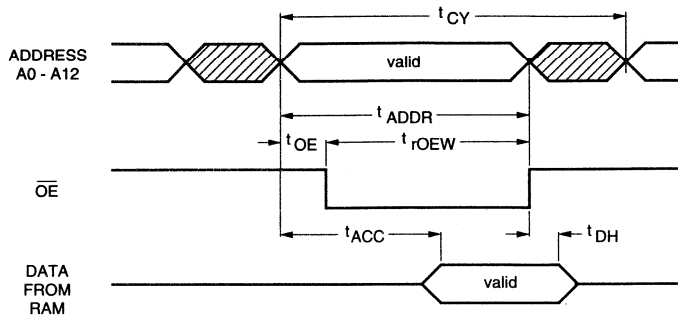 t CY
ADDRESS
A0 - A12
valid
t ADDR
t OE
t rOEW
OE
t ACC
t DH
DATA
FROM
RAM
valid